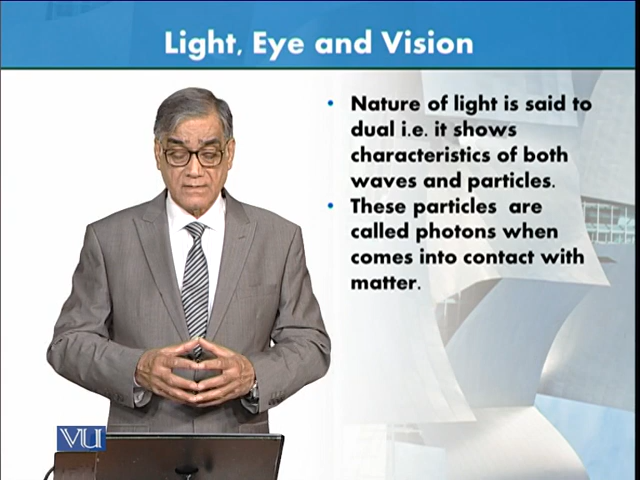 Light, Eye and Vision
• Nature of light is said to
dual i.e. it shows
characteristics of both
waves and particles.
• These particles are
called photons when
comes into contact with
matter.
VU